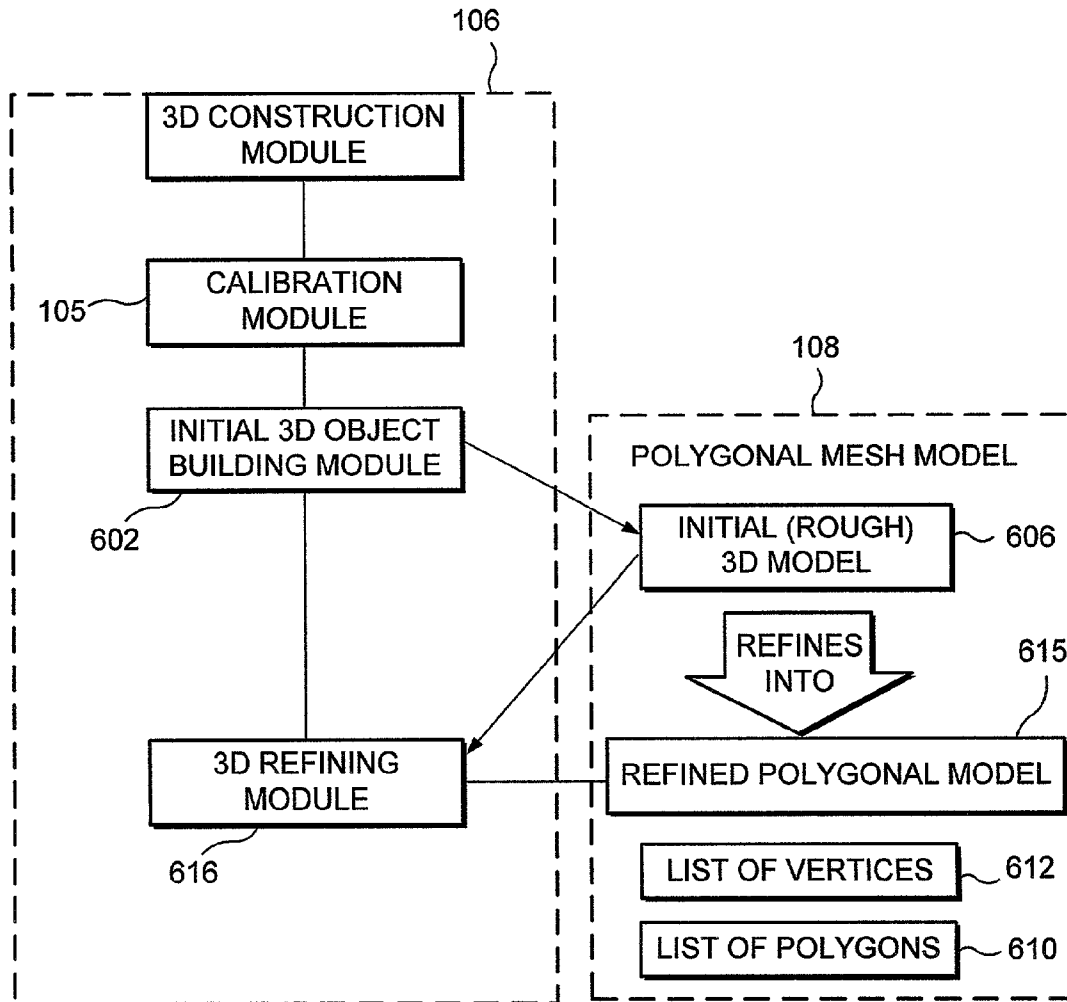 106
3D CONSTRUCTION
MODULE
CALIBRATION
MODULE
105
INITIAL 3D OBJECT
BUILDING MODULE
602
108
POLYGONAL MESH MODEL
INITIAL (ROUGH)
3D MODEL
606
REFINES
INTO
615
REFINED POLYGONAL MODEL
3D REFINING
MODULE
616
LIST OF VERTICES
612
LIST OF POLYGONS
610